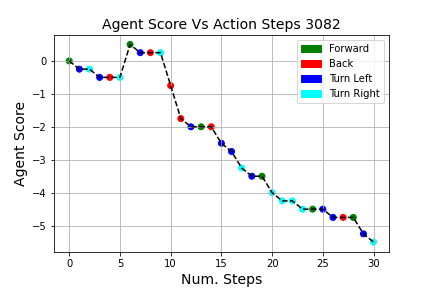 Agent Score Vs Action Steps 3082
Forward
Back
Turn Left
Turn Right
Agent Score
0
−1
−2
−3
−4
−5
0 5 10 15 20 25 30
Num. Steps